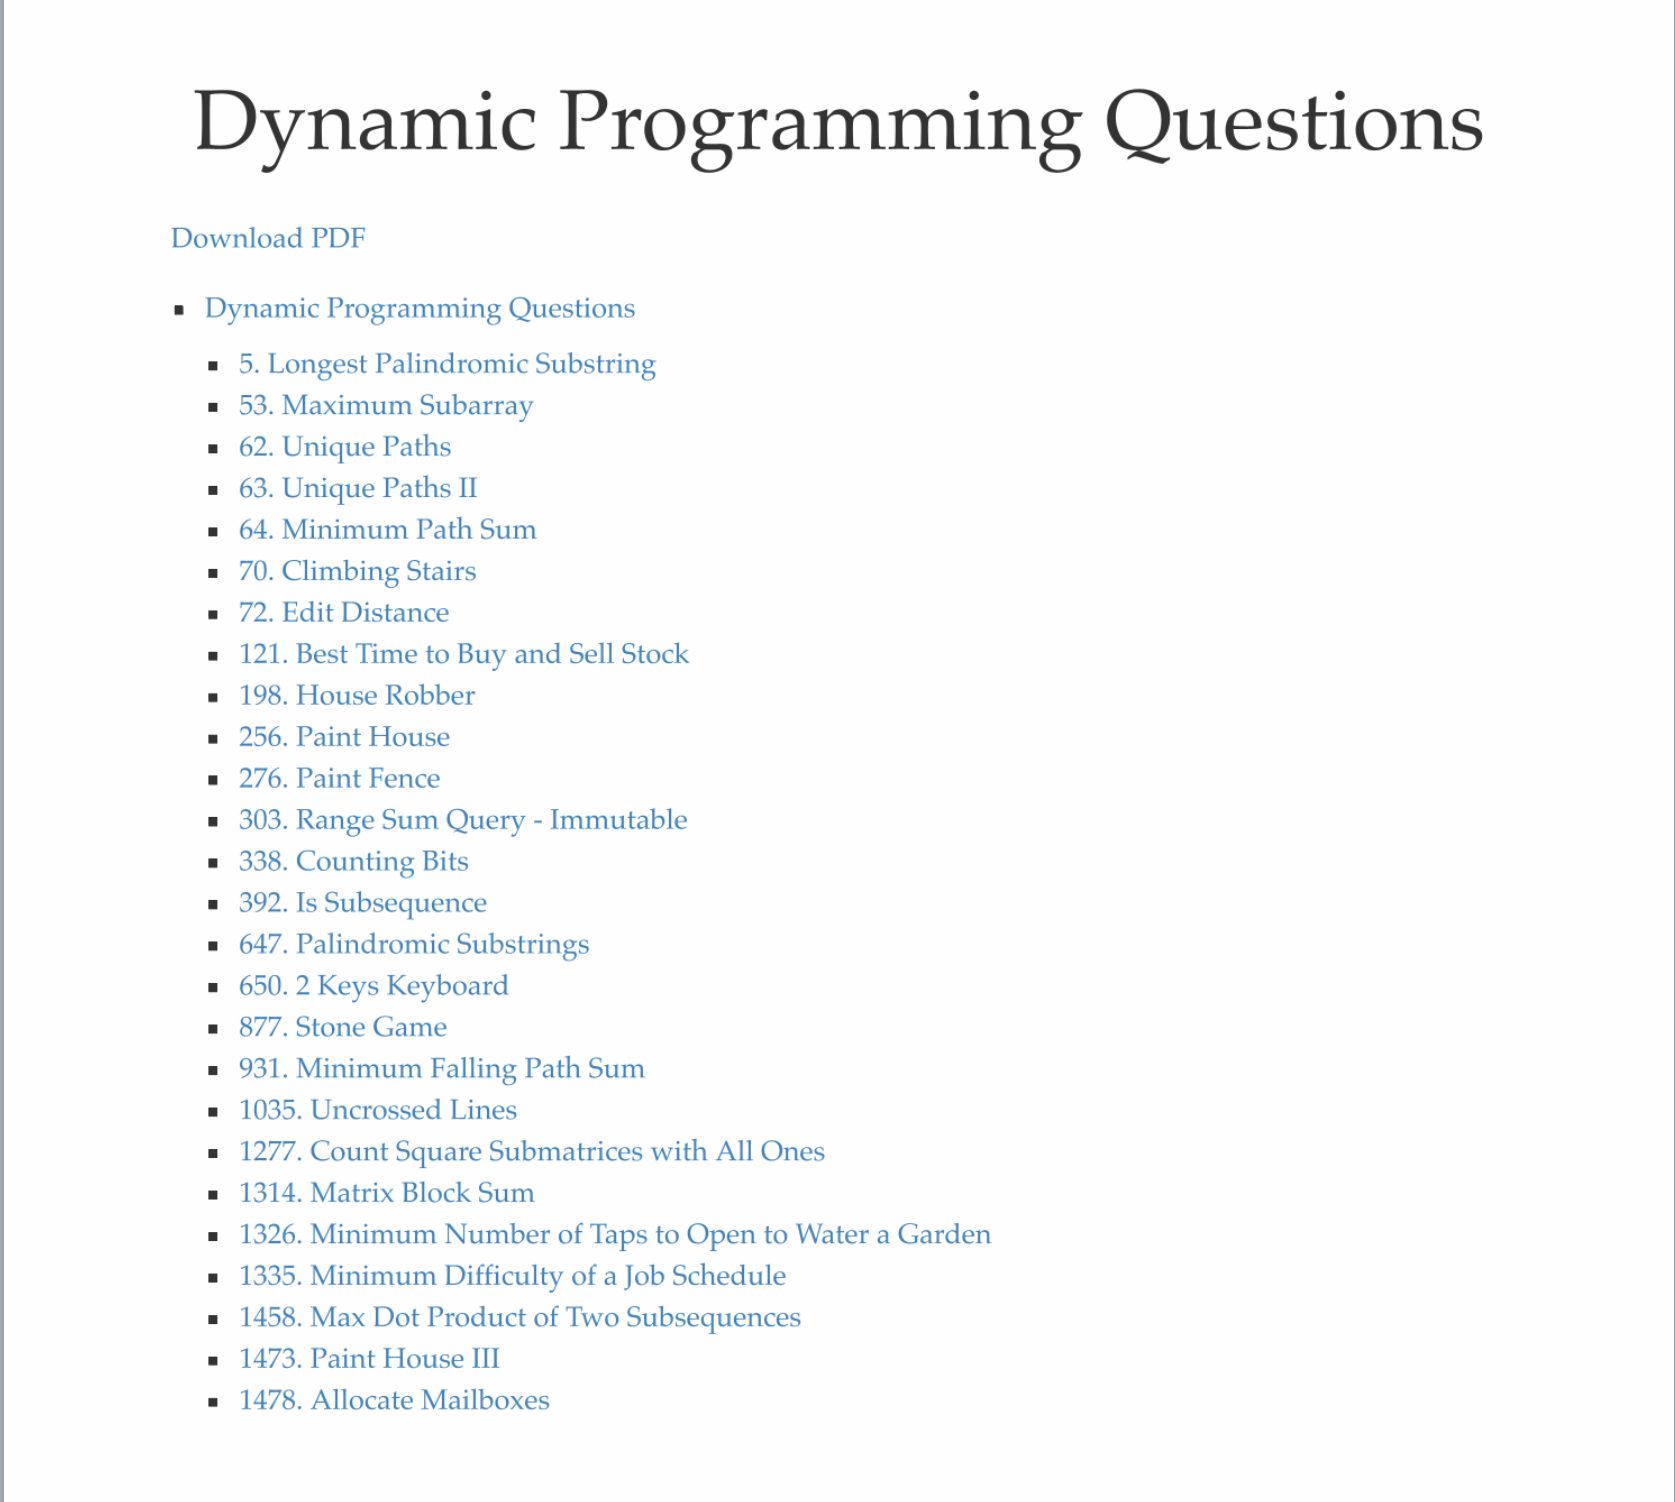 Dynamic Programming Questions
Download PDF
Dynamic Programming Questions
5. Longest Palindromic Substring
53. Maximum Subarray
62. Unique Paths
63. Unique Paths II
64. Minimum Path Sum
70. Climbing Stairs
72. Edit Distance
121. Best Time to Buy and Sell Stock
198. House Robber
256. Paint House
276. Paint Fence
303. Range Sum Query - Immutable
338. Counting Bits
392. Is Subsequence
647. Palindromic Substrings
650. 2 Keys Keyboard
877. Stone Game
931. Minimum Falling Path Sum
1035. Uncrossed Lines
1277. Count Square Submatrices with All Ones
1314. Matrix Block Sum
1326. Minimum Number of Taps to Open to Water a Garden
1335. Minimum Difficulty of a Job Schedule
1458. Max Dot Product of Two Subsequences
1473. Paint House III
1478. Allocate Mailboxes